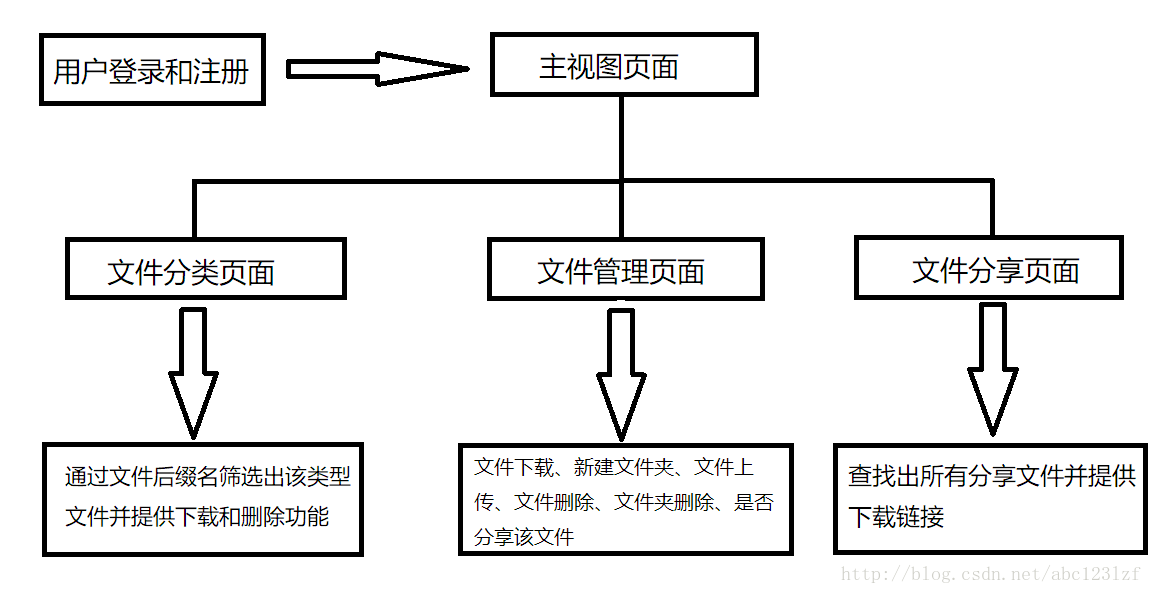 用户登录和注册
主视图页面
文件分类页面
文件管理页面
文件分享页面
通过文件后缀名筛选出该类型
文件并提供下载和删除功能
文件下载、新建文件夹、文件上
传、文件删除、文件夹删除、是否
分享该文件
查找出所有分享文件并提供
下载链接
http://blog.csdn.net/abc123lzf